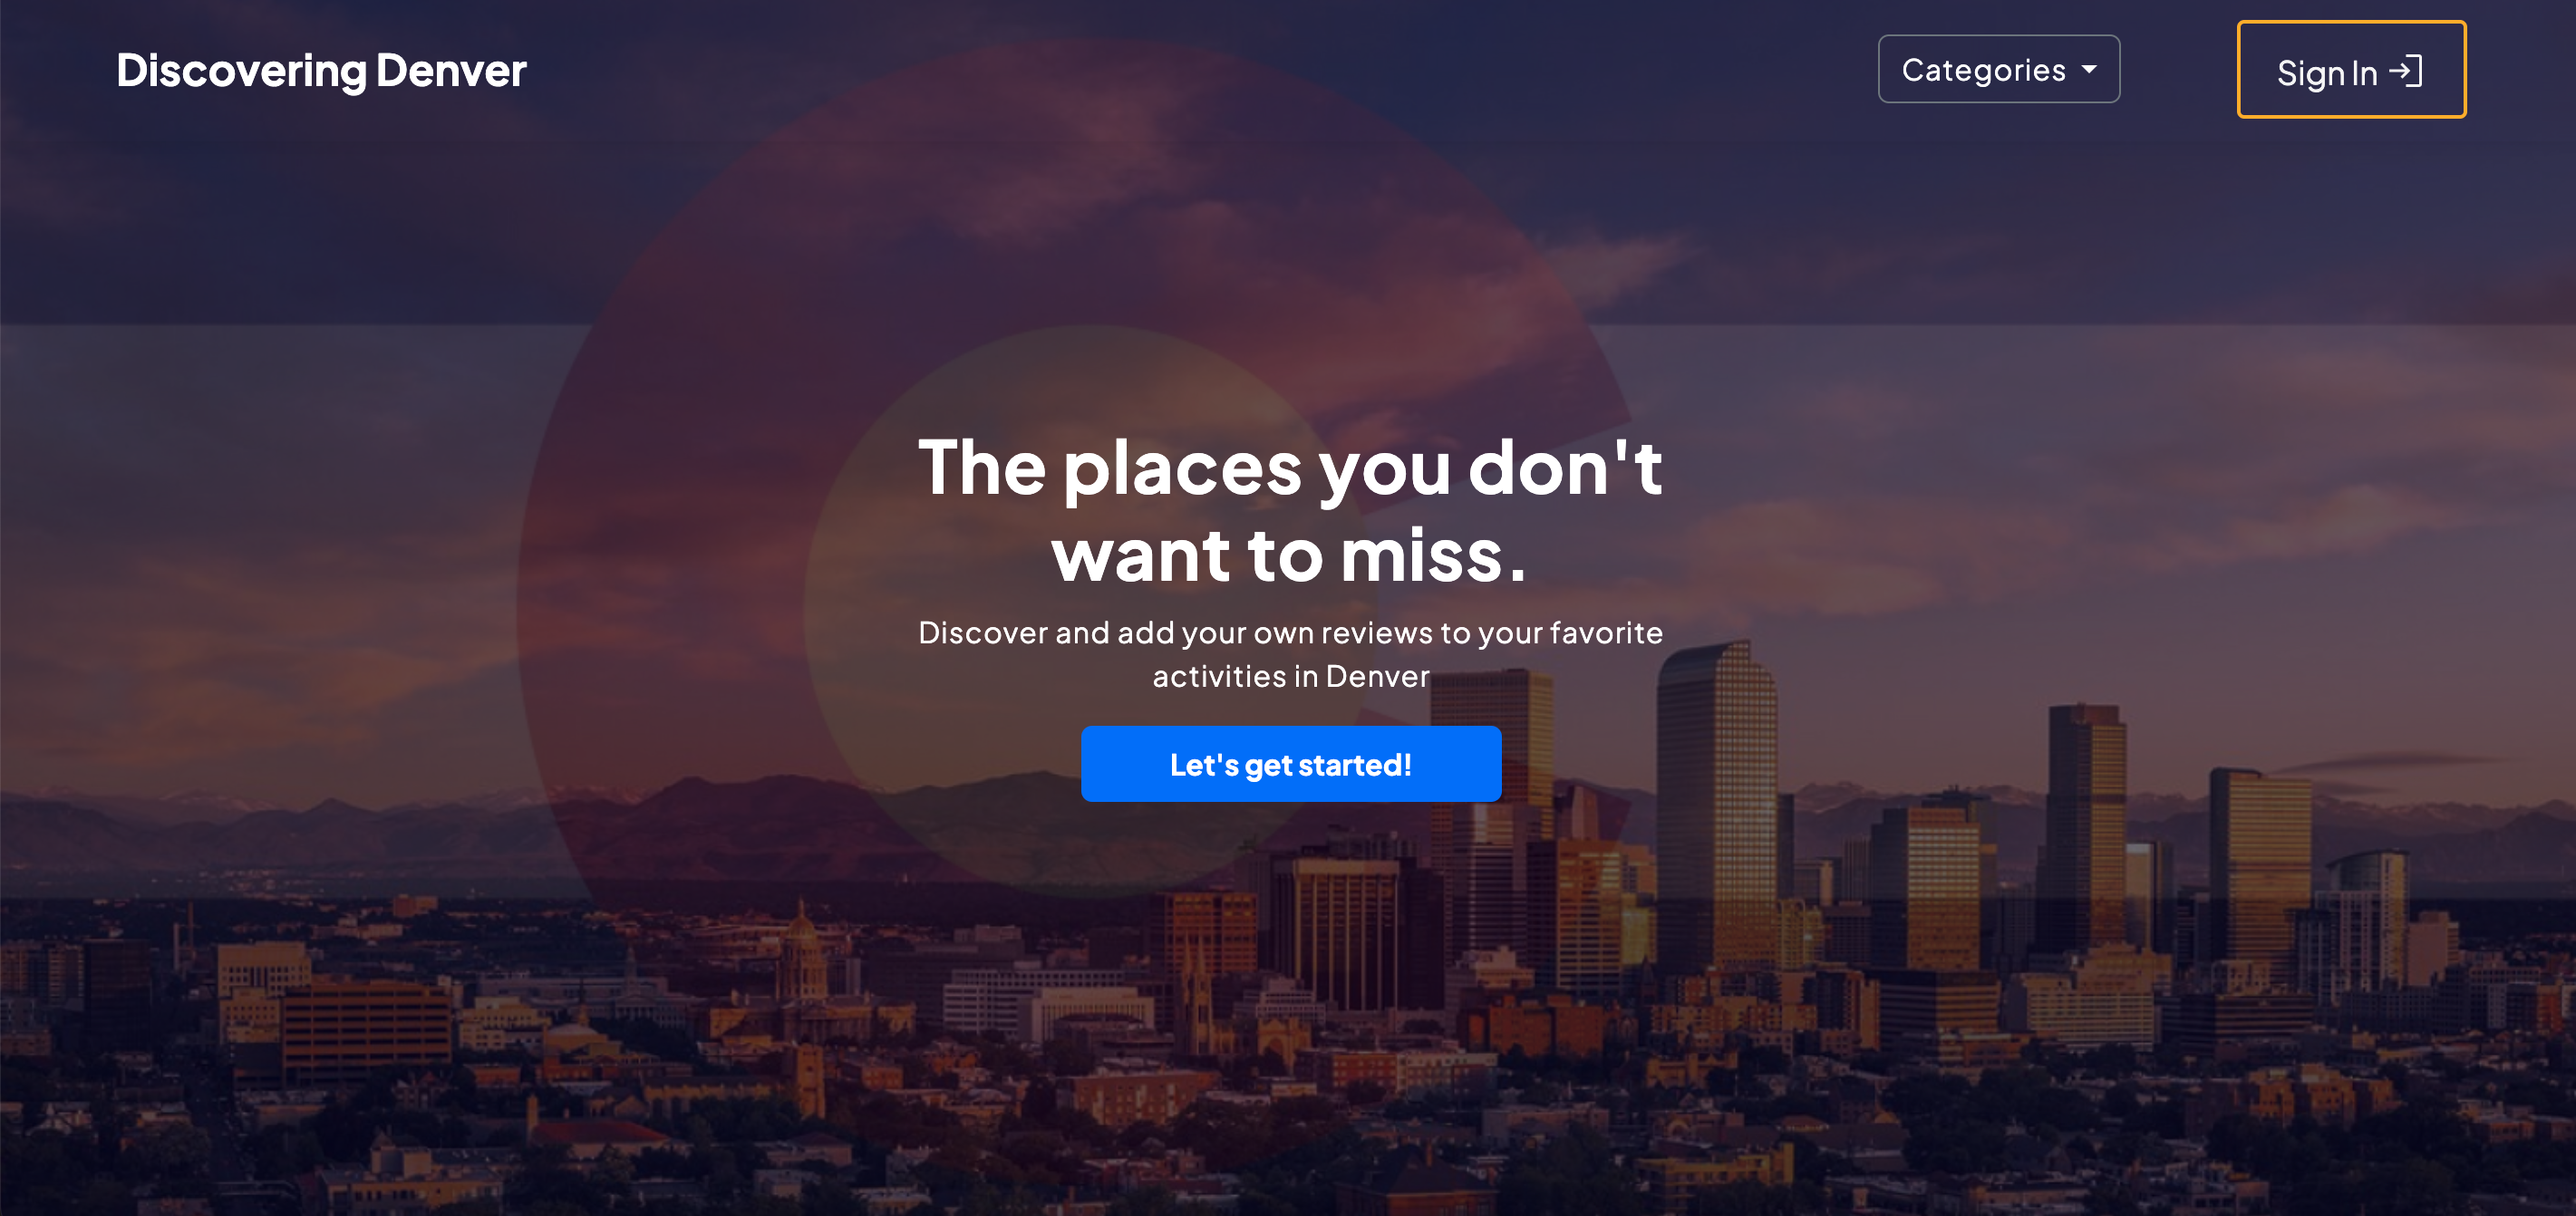 Discovering Denver
Categories
Sign In
The places you don't
want to miss.
Discover and add your own reviews to your favorite
activities in Denver
Let's get started!